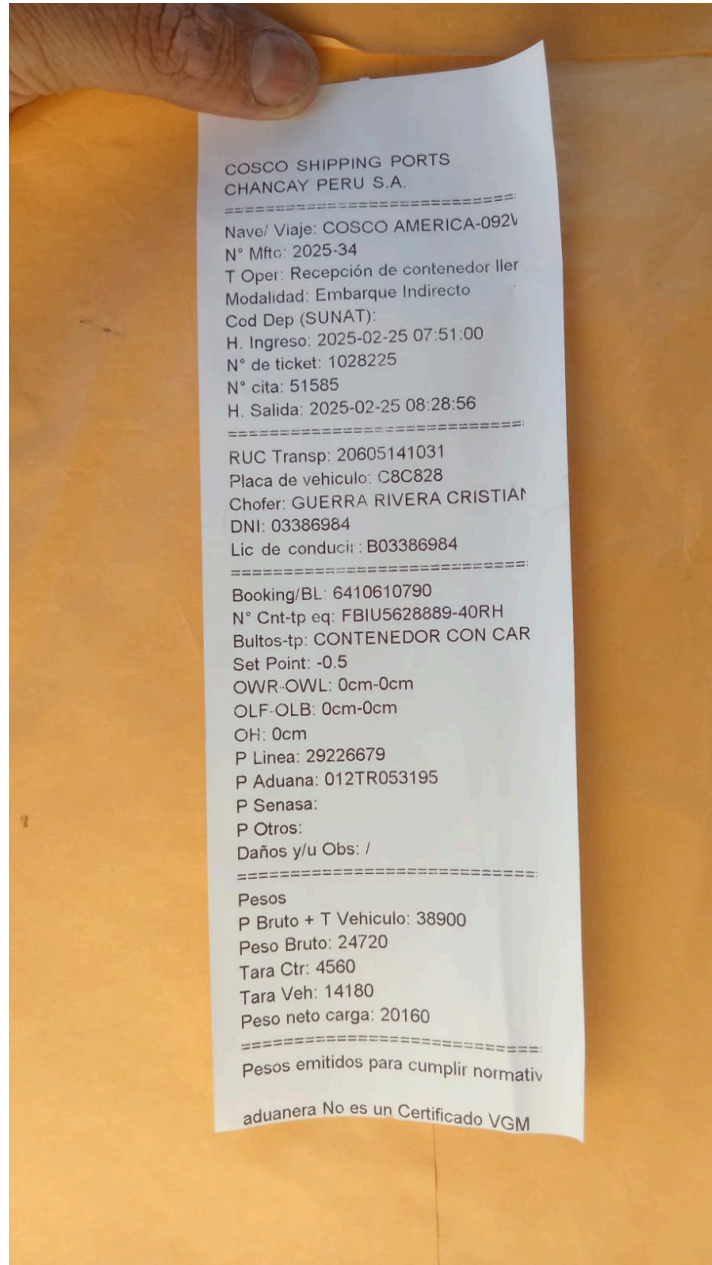 COSCO SHIPPING PORTS
CHANCAY PERU S.A.
============================
Nave/ Viaje: COSCO AMERICA-092W
N° Mftc: 2025-34
T Oper: Recepción de contenedor ller
Modalidad: Embarque Indirecto
Cod Dep (SUNAT):
H. Ingreso: 2025-02-25 07:51:00
N° de ticket: 1028225
N° cita: 51585
H. Salida: 2025-02-25 08:28:56
============================
RUC Transp: 20605141031
Placa de vehiculo: C8C828
Chofer: GUERRA RIVERA CRISTIAN
DNI: 03386984
Lic de conducir: B03386984
============================
Booking/BL: 6410610790
N° Cnt-tp eq: FBIU5628889-40RH
Bultos-tp: CONTENEDOR CON CAR
Set Point: -0.5
OWR-OWL: 0cm-0cm
OLF-OLB: 0cm-0cm
OH: 0cm
P Linea: 29226679
P Aduana: 012TR053195
P Senasa:
P Otros:
Daños y/u Obs: /
============================
Pesos
P Bruto + T Vehiculo: 38900
Peso Bruto: 24720
Tara Ctr: 4560
Tara Veh: 14180
Peso neto carga: 20160
============================
Pesos emitidos para cumplir normativ
aduanera No es un Certificado VGM